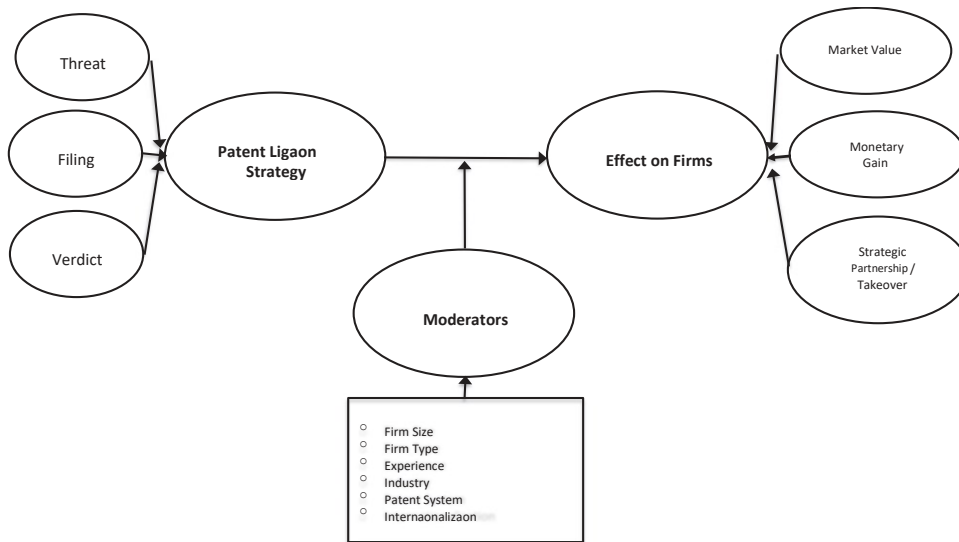 Threat
Filing
Verdict
Patent Ligaon
Strategy
Effect on Firms
Market Value
Monetary
Gain
Strategic
Partnership /
Takeover
Moderators
○ Firm Size
○ Firm Type
○ Experience
○ Industry
○ Patent System
○ Internaonalizaon